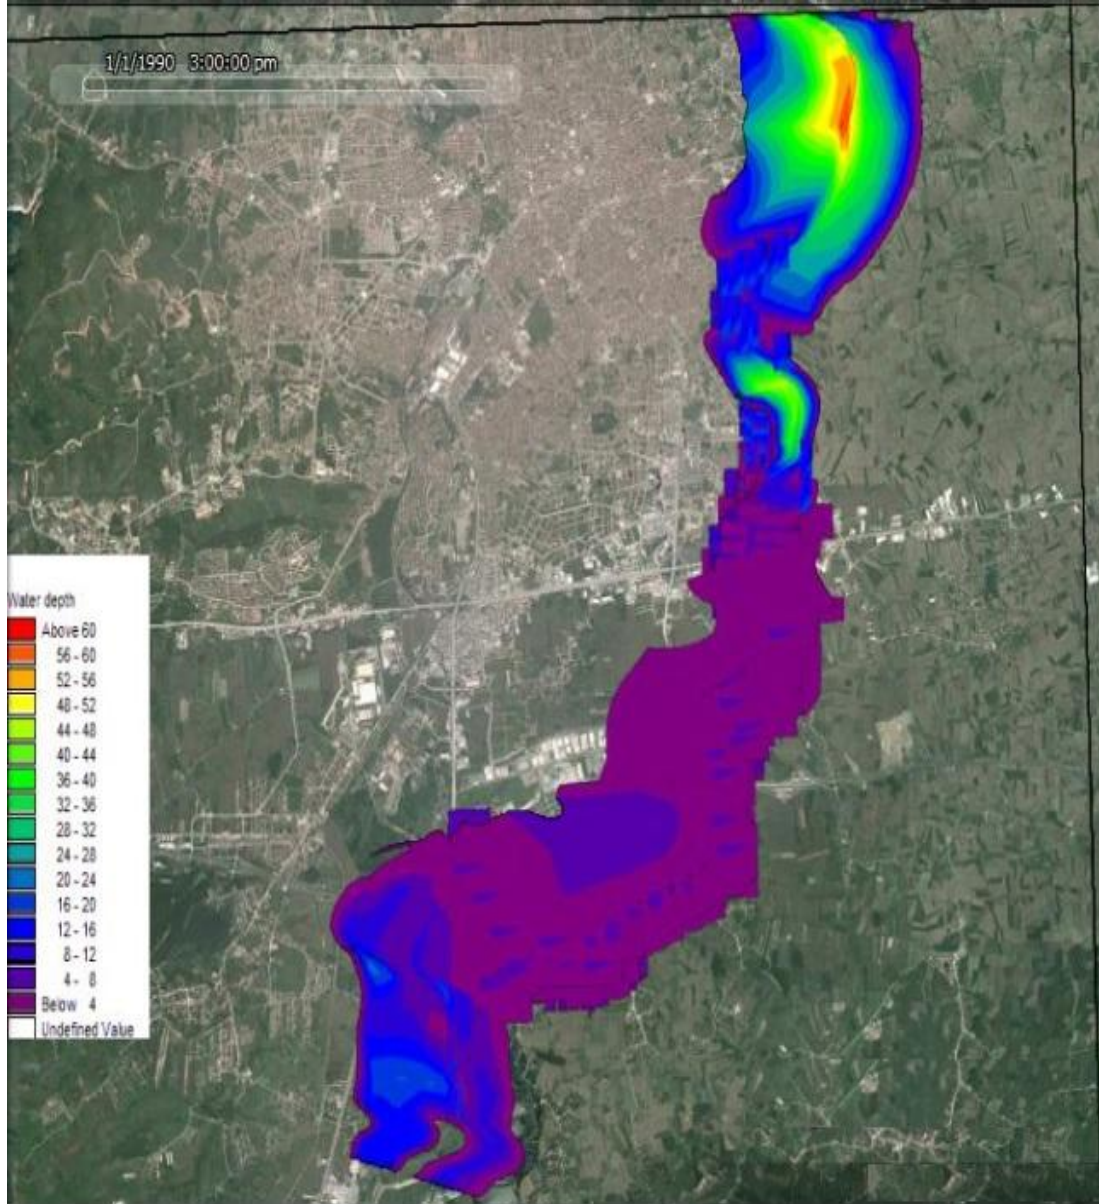 1/1/1990 3:00:00 pm
Water depth
Above 60
56 - 60
52 - 56
48 - 52
44 - 48
40 - 44
36 - 40
32 - 36
28 - 32
24 - 28
20 - 24
16 - 20
12 - 16
8 - 12
4 - 8
Below 4
Undefined Value